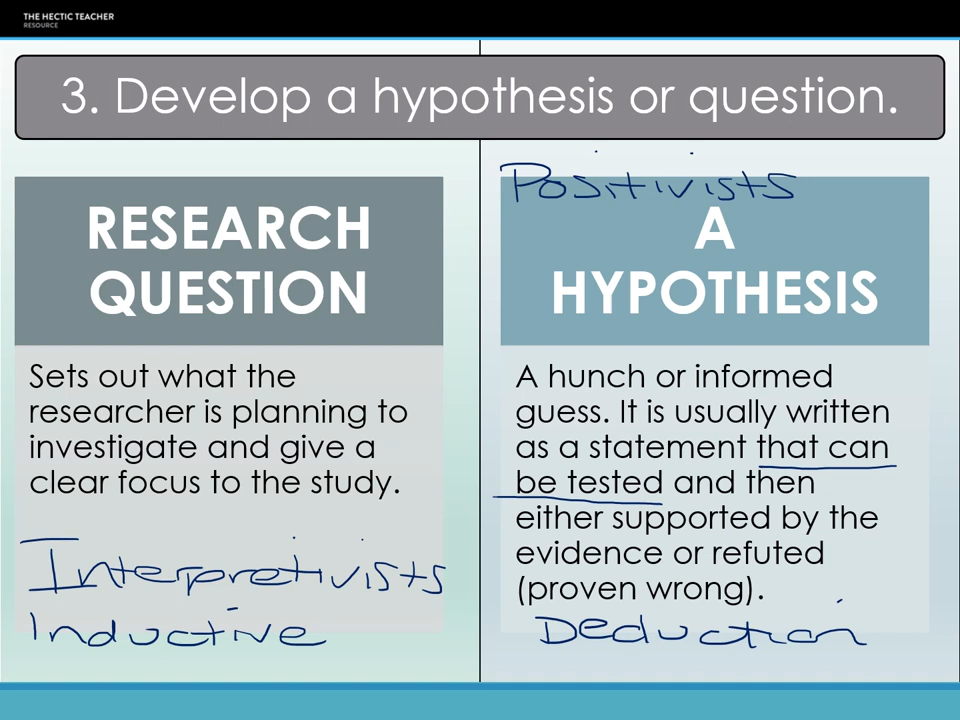 THE HECTIC TEACHER
RESOURCE
3. Develop a hypothesis or question.
RESEARCH
QUESTION
Sets out what the
researcher is planning to
investigate and give a
clear focus to the study.
Interpretivists
Inductive
Positivists
A
HYPOTHESIS
A hunch or informed
guess. It is usually written
as a statement that can
be tested and then
either supported by the
evidence or refuted
(proven wrong).
Deduction